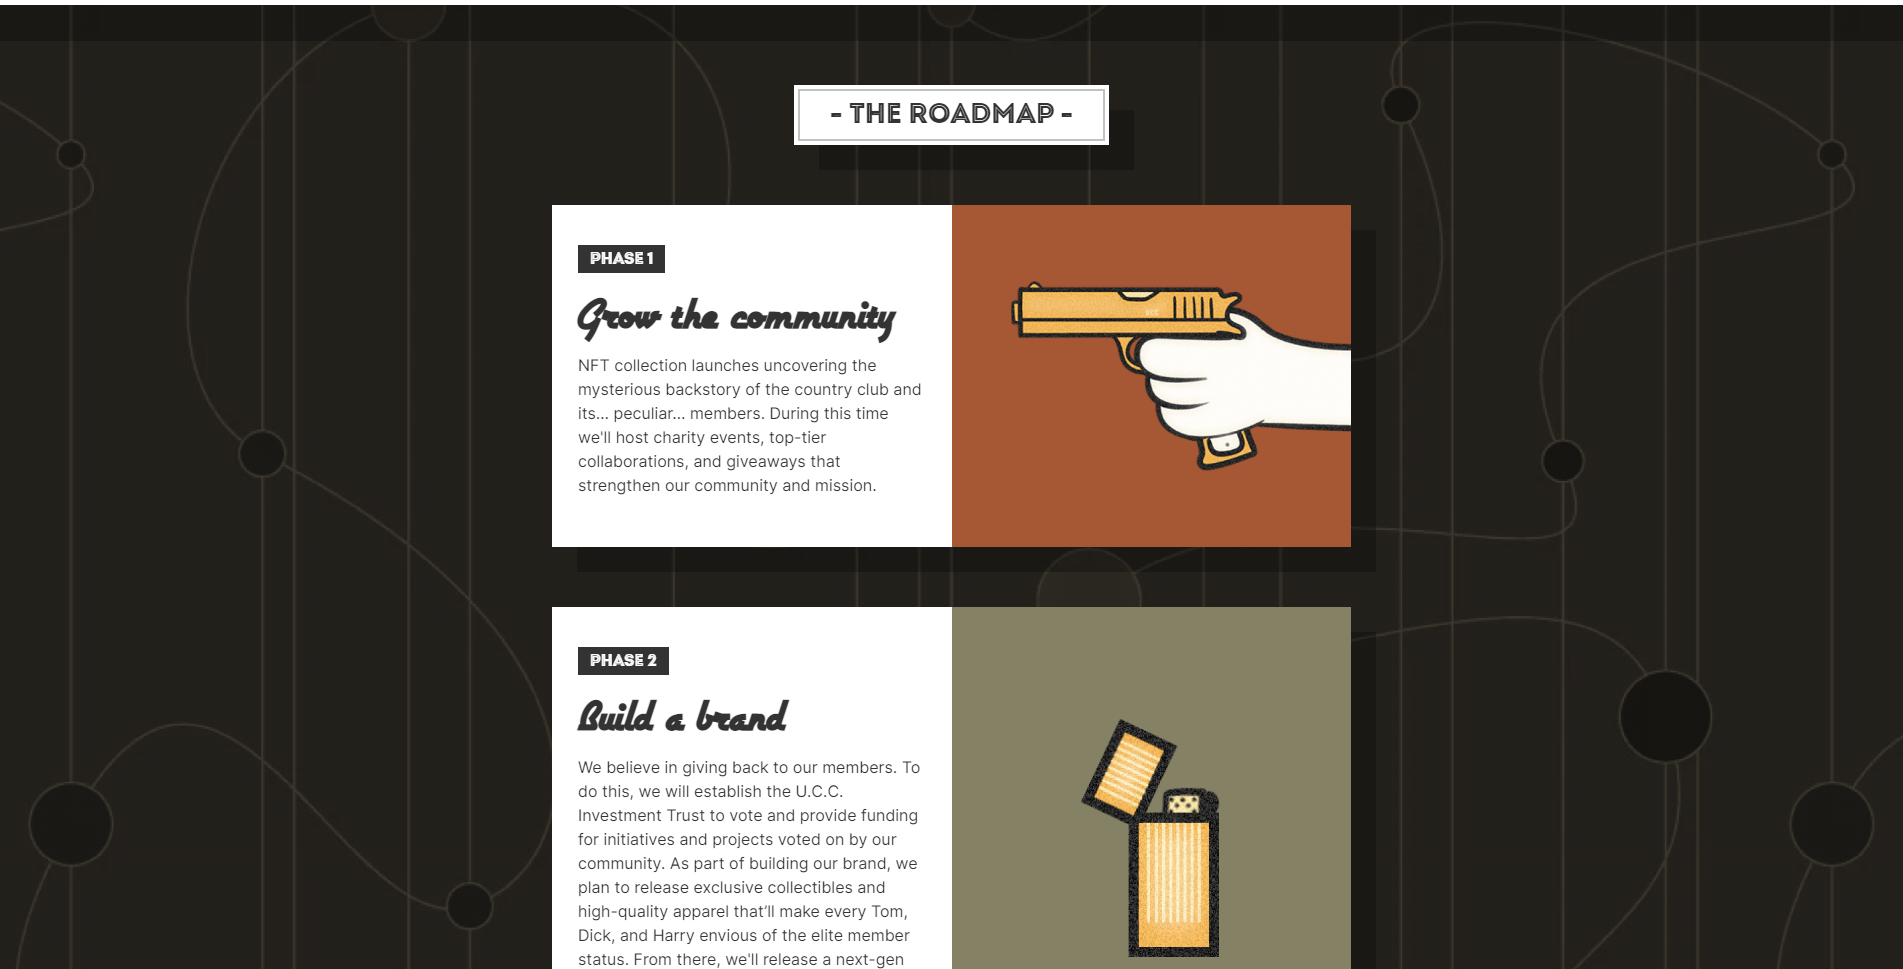 - THE ROADMAP -
PHASE 1
Grow the community
NFT collection launches uncovering the
mysterious backstory of the country club and
its... peculiar... members. During this time
we'll host charity events, top-tier
collaborations, and giveaways that
strengthen our community and mission.
PHASE 2
Build a brand
We believe in giving back to our members. To
do this, we will establish the U.C.C.
Investment Trust to vote and provide funding
for initiatives and projects voted on by our
community. As part of building our brand, we
plan to release exclusive collectibles and
high-quality apparel that’ll make every Tom,
Dick, and Harry envious of the elite member
status. From there, we'll release a next-gen